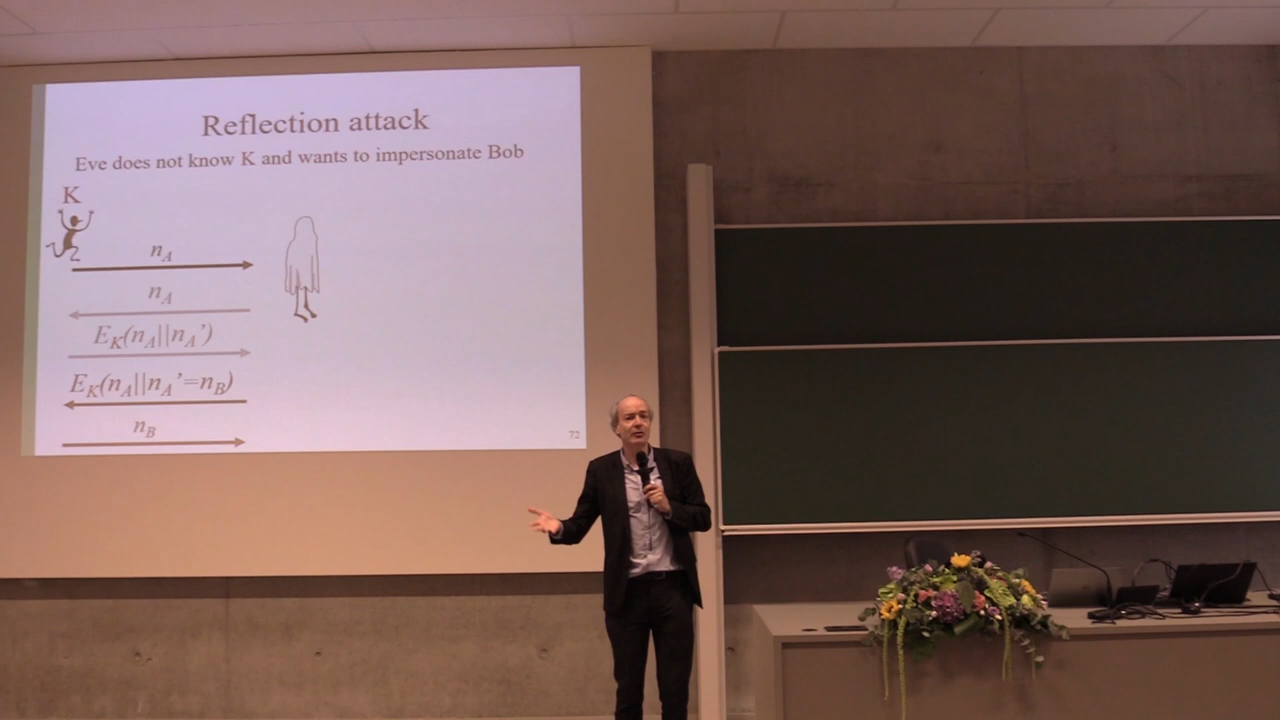 Reflection attack
Eve does not know K and wants to impersonate Bob
K
n_A
n_A
E_K(n_A||n_A')
E_K(n_A||n_A'=n_B)
n_B
72